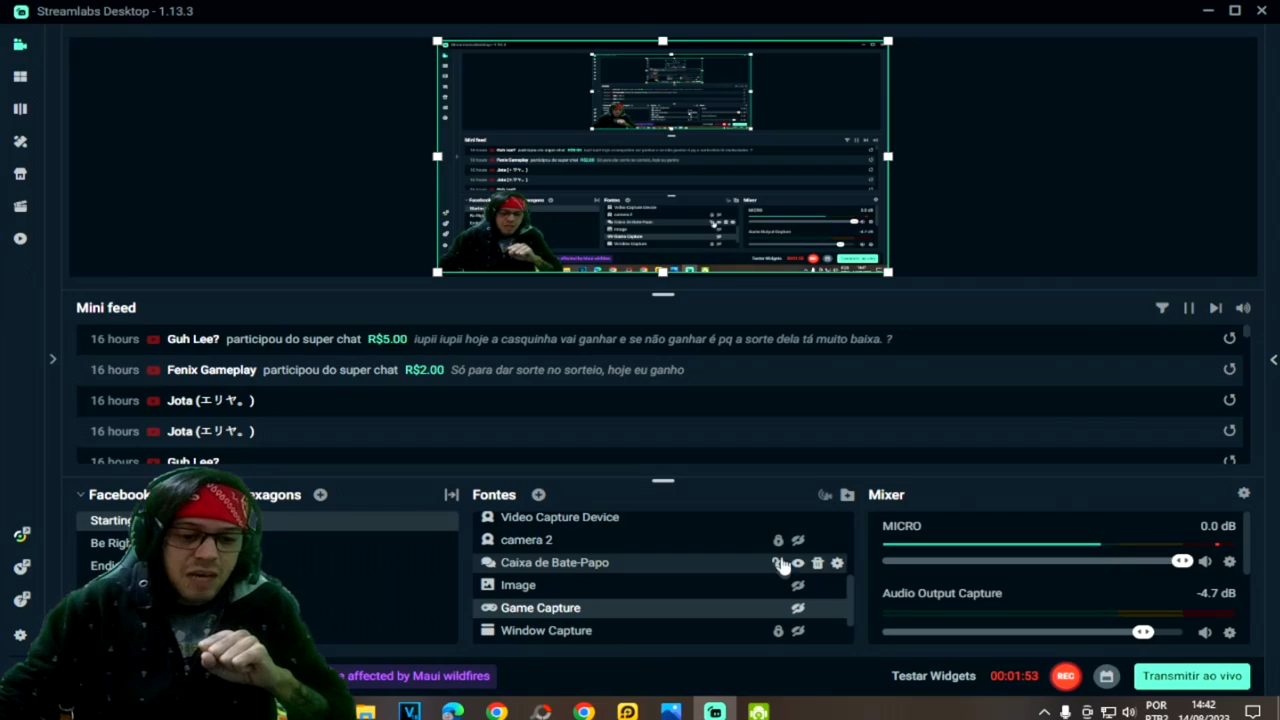 Streamlabs Desktop - 1.13.3
Mini feed
16 hours Guh Lee? participou do super chat R$5.00 iupii iupii hoje a casquinha vai ganhar e se não ganhar é pq a sorte dela tá muito baixa. ?
16 hours Fenix Gameplay participou do super chat R$2.00 Só para dar sorte no sorteio, hoje eu ganho
16 hours Jota (エリヤ。)
16 hours Jota (エリヤ。)
16 hours Guh Lee?
Facebook
Starting
Be Righ
Endi
Fontes
Video Capture Device
camera 2
Caixa de Bate-Papo
Image
Game Capture
Window Capture
Mixer
MICRO 0.0 dB
Audio Output Capture -4.7 dB
affected by Maui wildfires
Testar Widgets 00:01:53 REC Transmitir ao vivo
POR 14:42
PTB2 14/08/2023